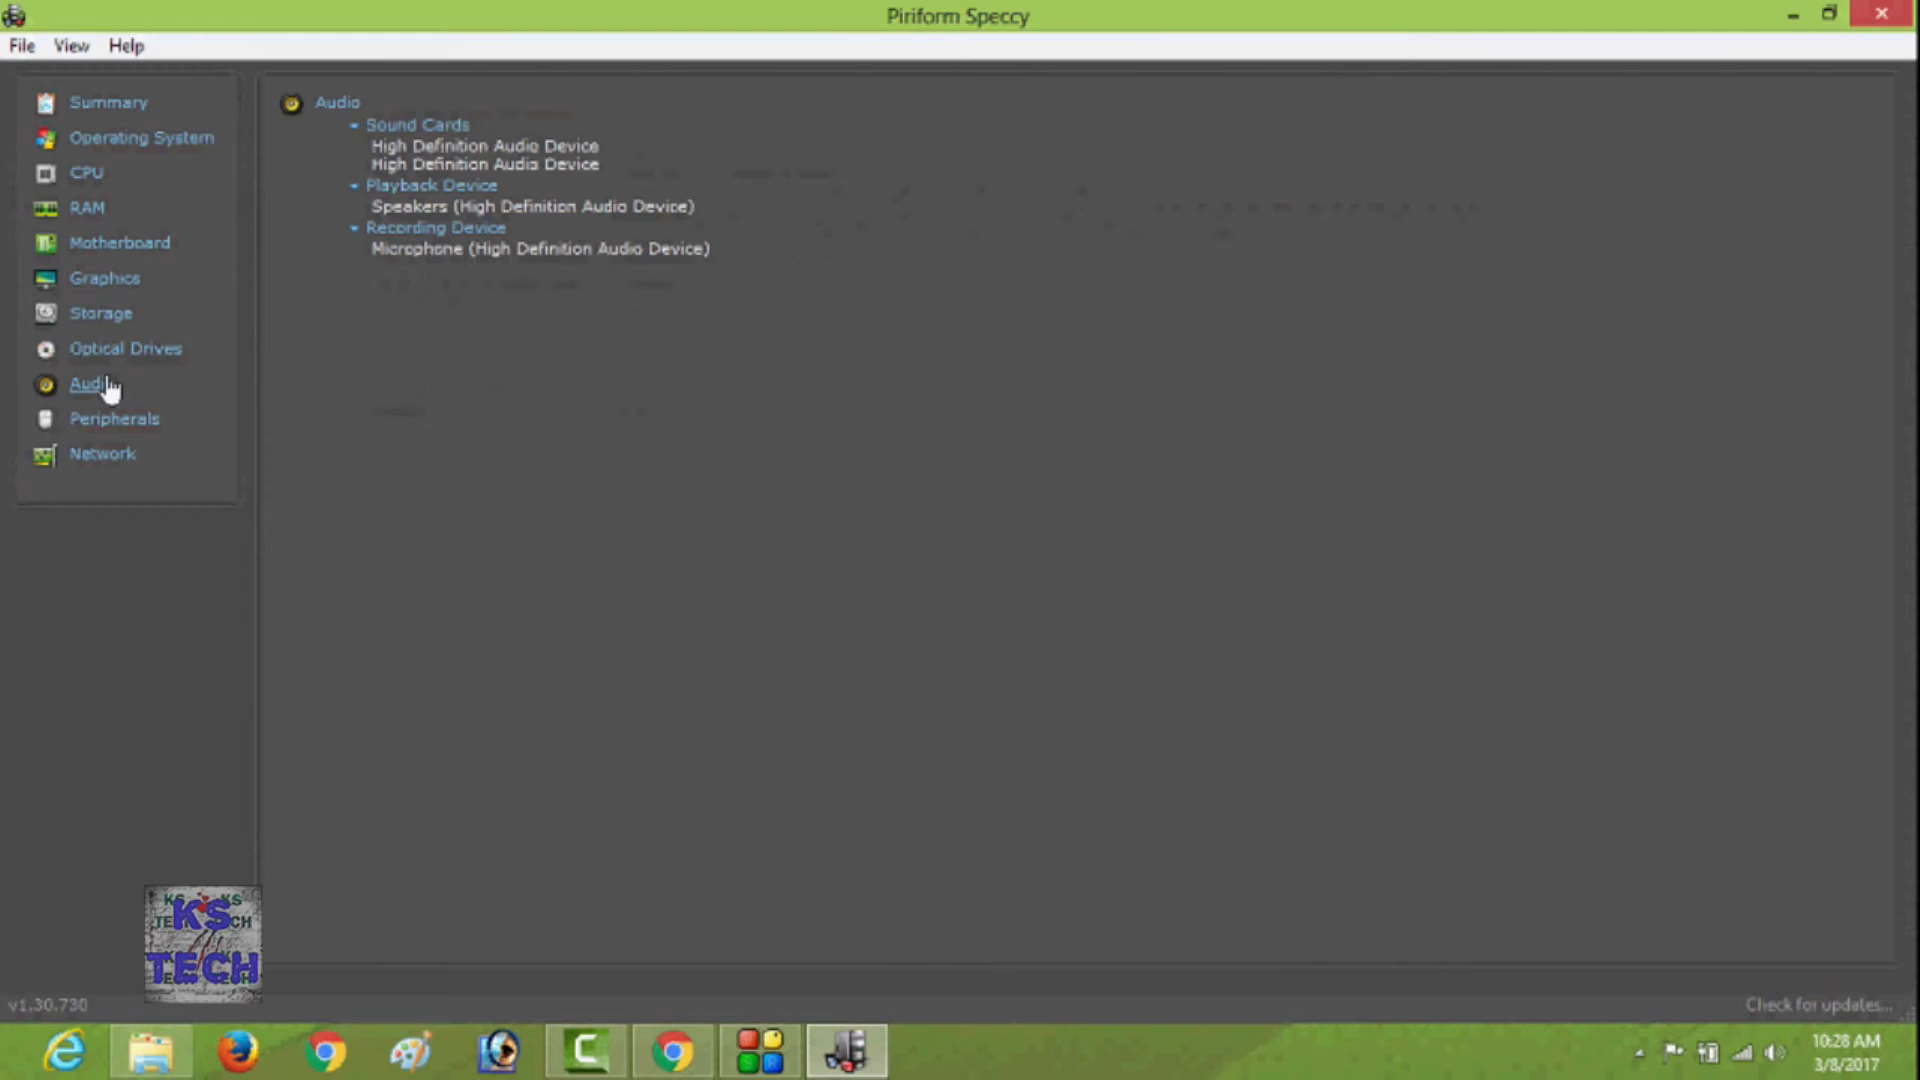 Piriform Speccy
File View Help
Summary
Operating System
CPU
RAM
Motherboard
Graphics
Storage
Optical Drives
Audio
Peripherals
Network
Audio
Sound Cards
High Definition Audio Device
High Definition Audio Device
Playback Device
Speakers (High Definition Audio Device)
Recording Device
Microphone (High Definition Audio Device)
KS KS
KS
TECH
v1.30.730
Check for updates...
10:28 AM
3/8/2017